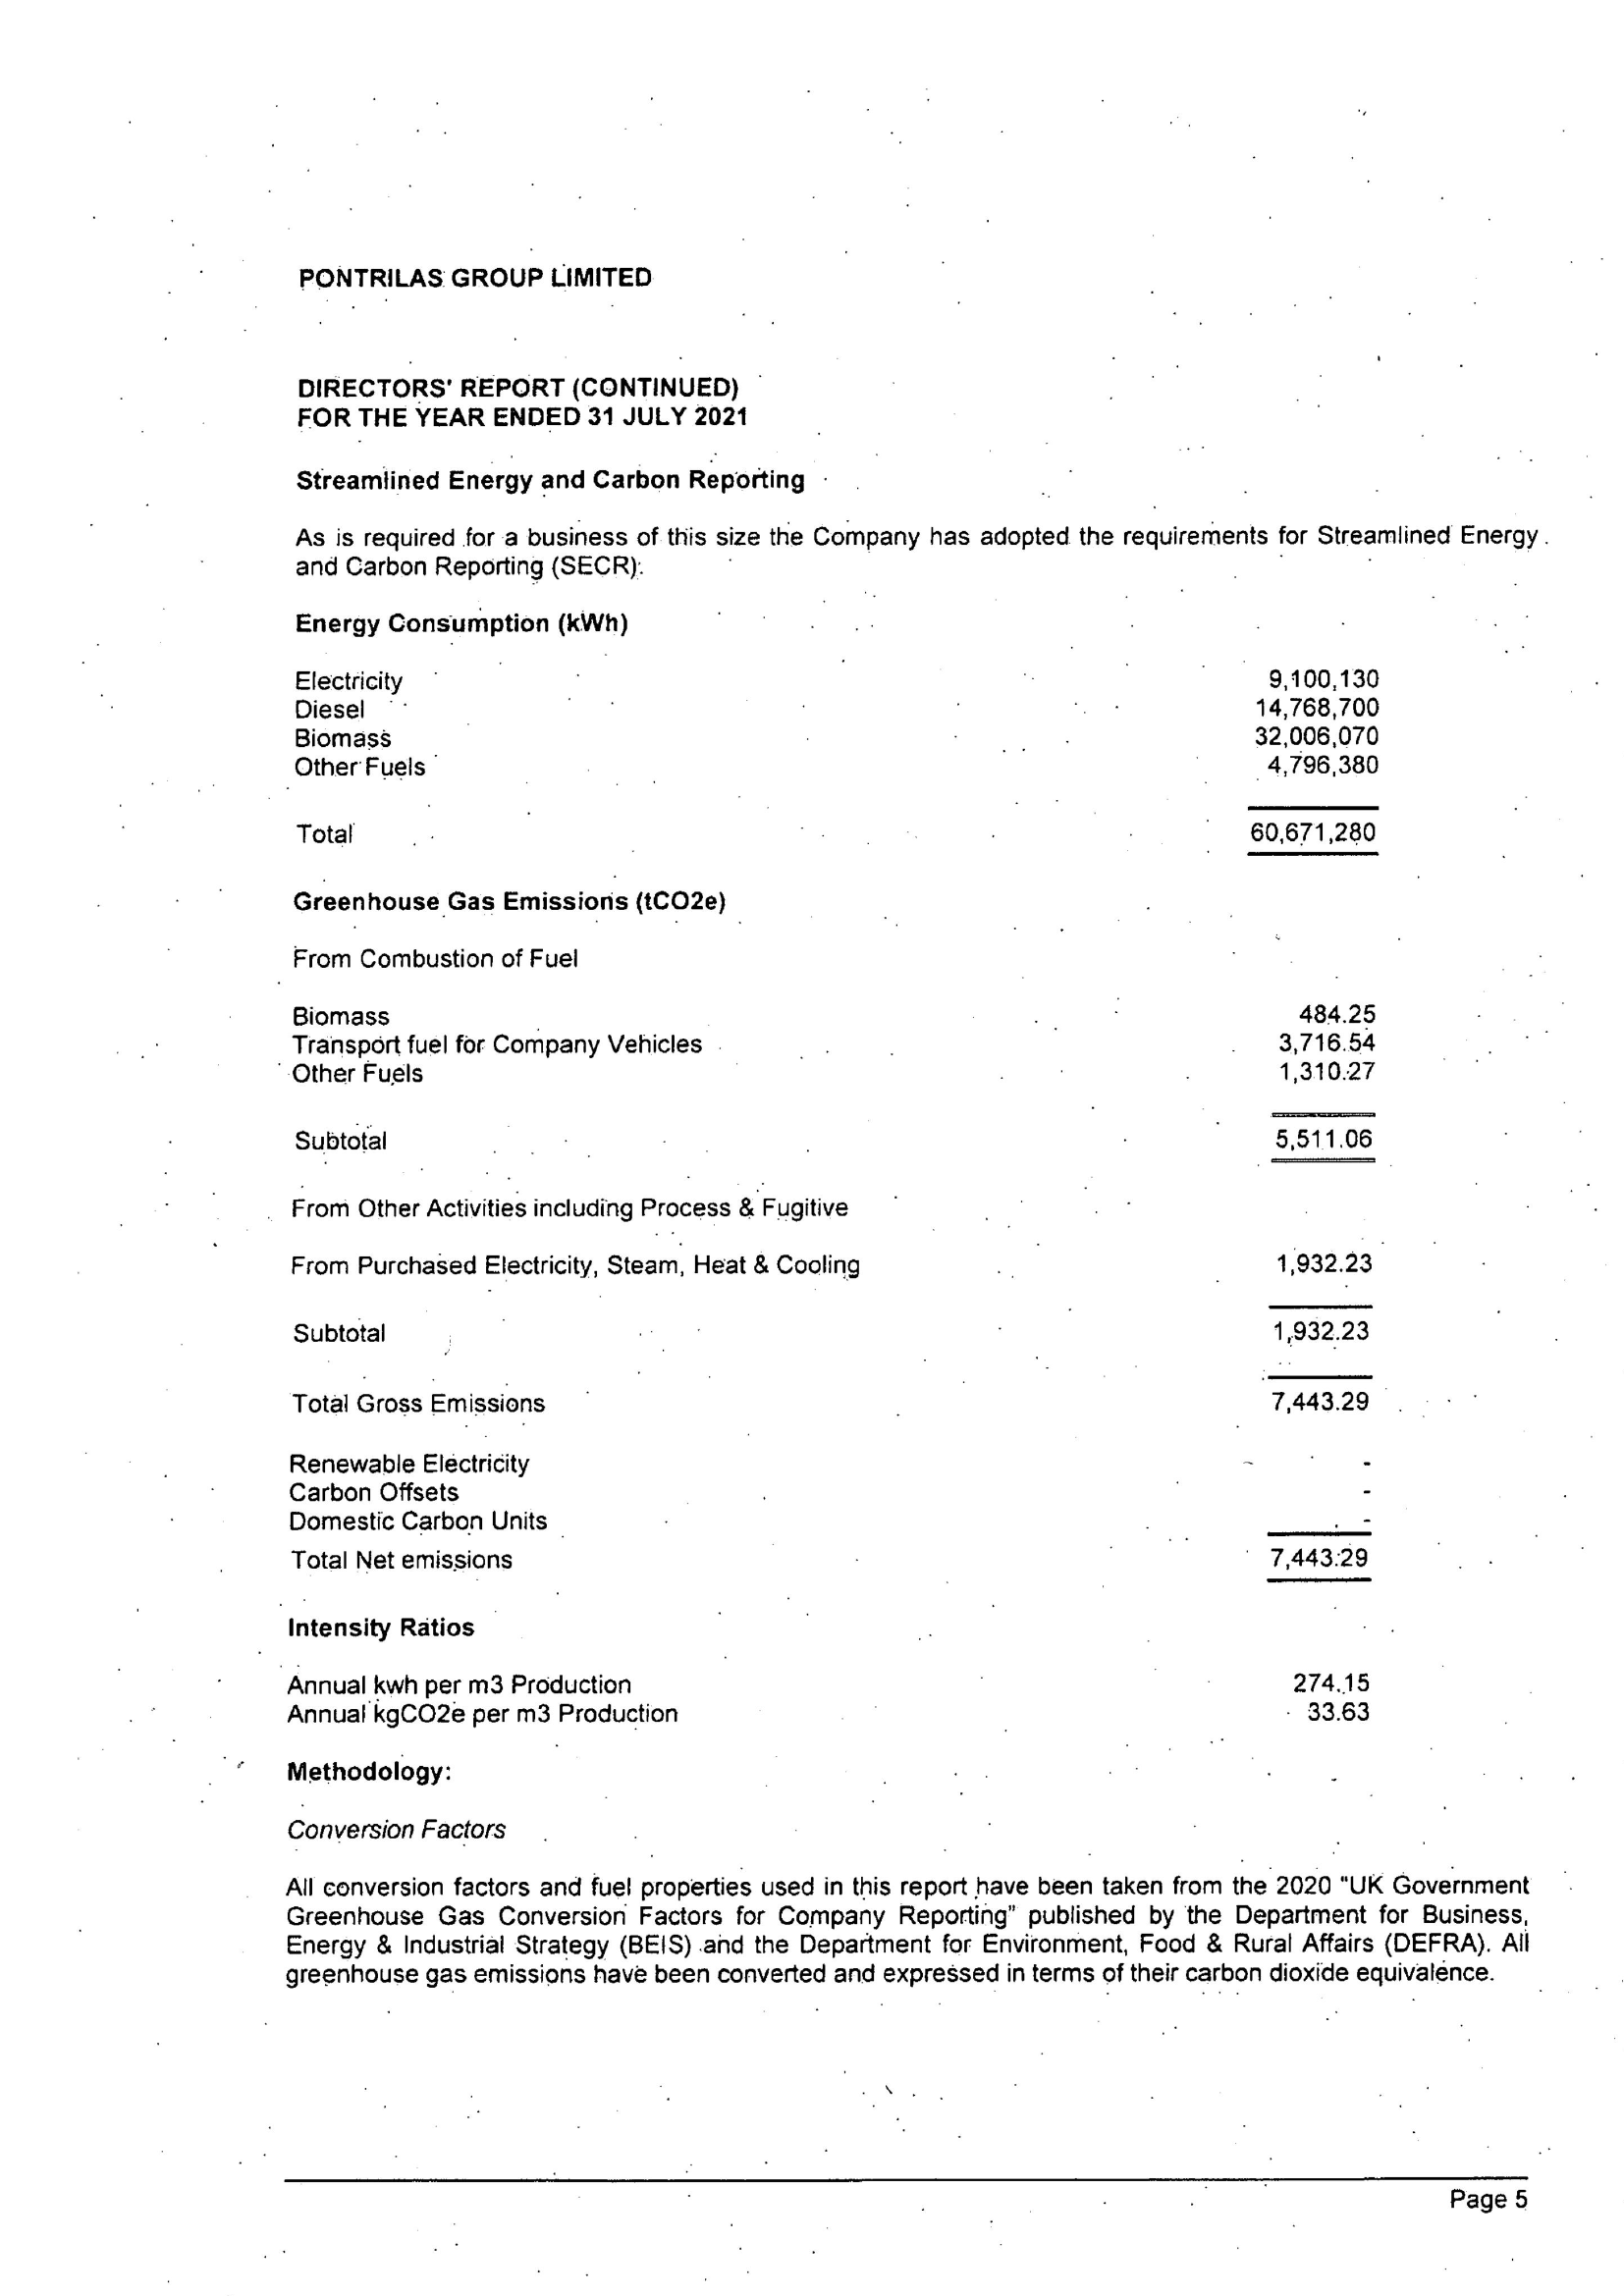 PONTRILAS GROUP LIMITED
DIRECTORS' REPORT (CONTINUED)
FOR THE YEAR ENDED 31 JULY 2021
Streamlined Energy and Carbon Reporting
As is required for a business of this size the Company has adopted the requirements for Streamlined Energy
and Carbon Reporting (SECR).
Energy Consumption (kWh)
Electricity 9,100,130
Diesel 14,768,700
Biomass 32,006,070
Other Fuels 4,796,380
Total 60,671,280
Greenhouse Gas Emissions (tCO2e)
From Combustion of Fuel
Biomass 484.25
Transport fuel for Company Vehicles 3,716.54
Other Fuels 1,310.27
Subtotal 5,511.06
From Other Activities including Process & Fugitive
From Purchased Electricity, Steam, Heat & Cooling 1,932.23
Subtotal 1,932.23
Total Gross Emissions 7,443.29
Renewable Electricity -
Carbon Offsets -
Domestic Carbon Units -
Total Net emissions 7,443.29
Intensity Ratios
Annual kwh per m3 Production 274.15
Annual kgCO2e per m3 Production 33.63
Methodology:
Conversion Factors
All conversion factors and fuel properties used in this report have been taken from the 2020 "UK Government
Greenhouse Gas Conversion Factors for Company Reporting" published by the Department for Business,
Energy & Industrial Strategy (BEIS) and the Department for Environment, Food & Rural Affairs (DEFRA). All
greenhouse gas emissions have been converted and expressed in terms of their carbon dioxide equivalence.
Page 5